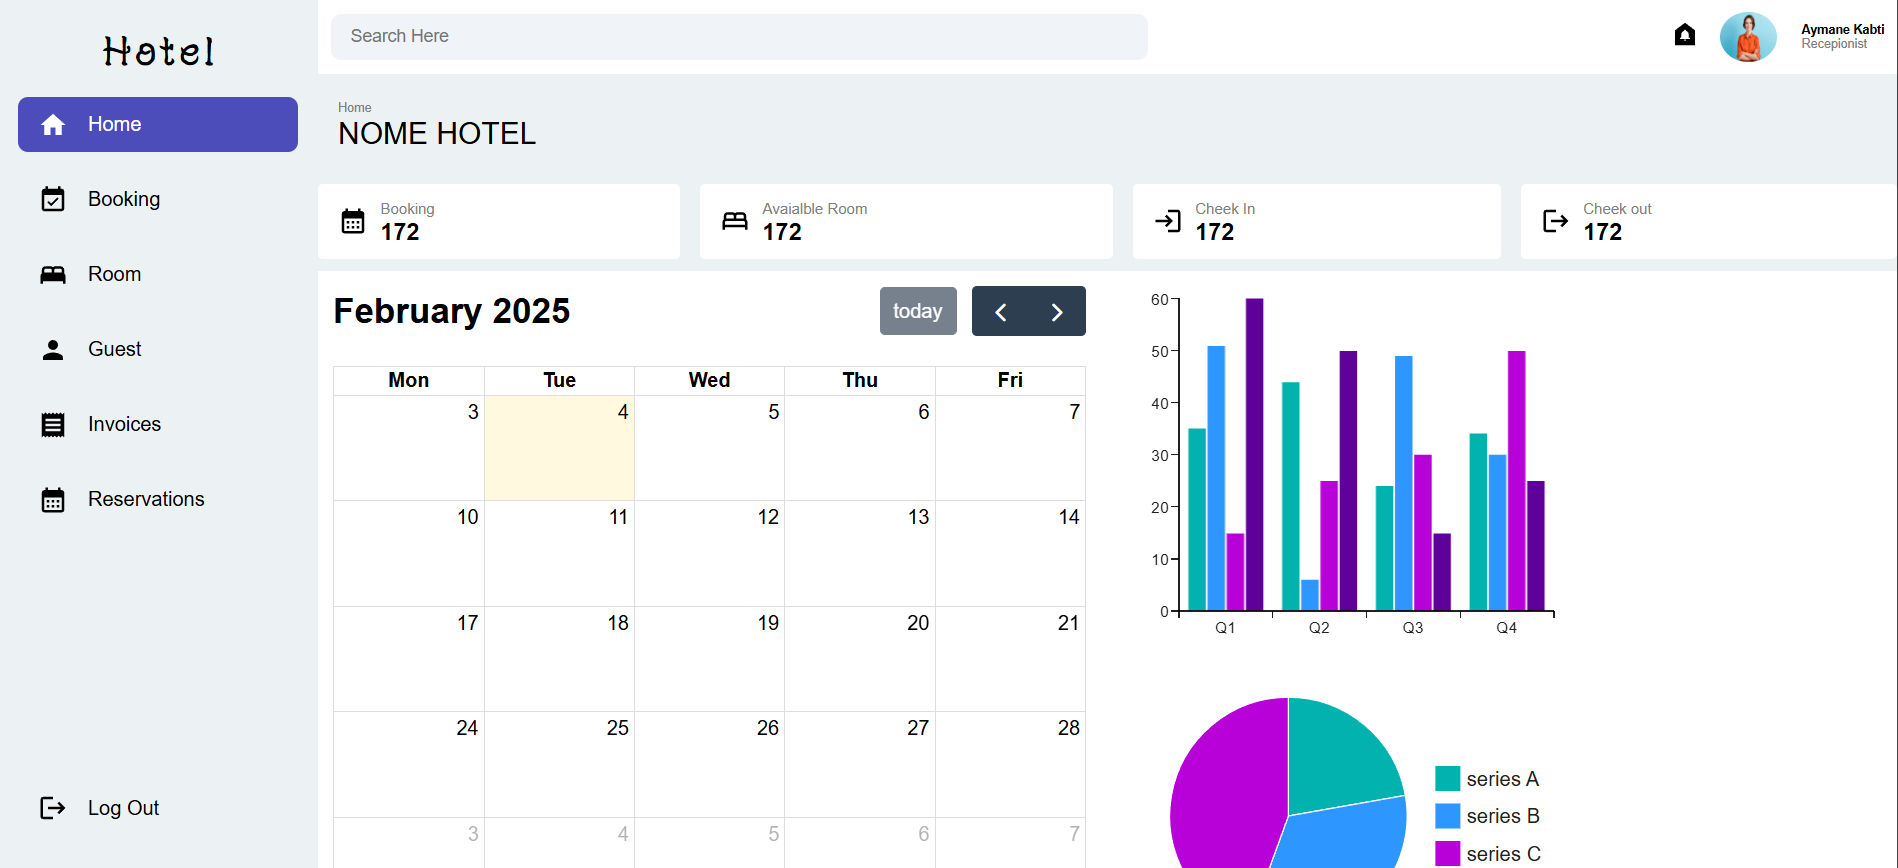 Hotel
Home
Booking
Room
Guest
Invoices
Reservations
Log Out
Search Here
Aymane Kabti
Recepionist
Home
NOME HOTEL
Booking
172
Avaialble Room
172
Cheek In
172
Cheek out
172
February 2025
today
Mon Tue Wed Thu Fri
3 4 5 6 7
10 11 12 13 14
17 18 19 20 21
24 25 26 27 28
3 4 5 6 7
60
50
40
30
20
10
0
Q1 Q2 Q3 Q4
series A
series B
series C